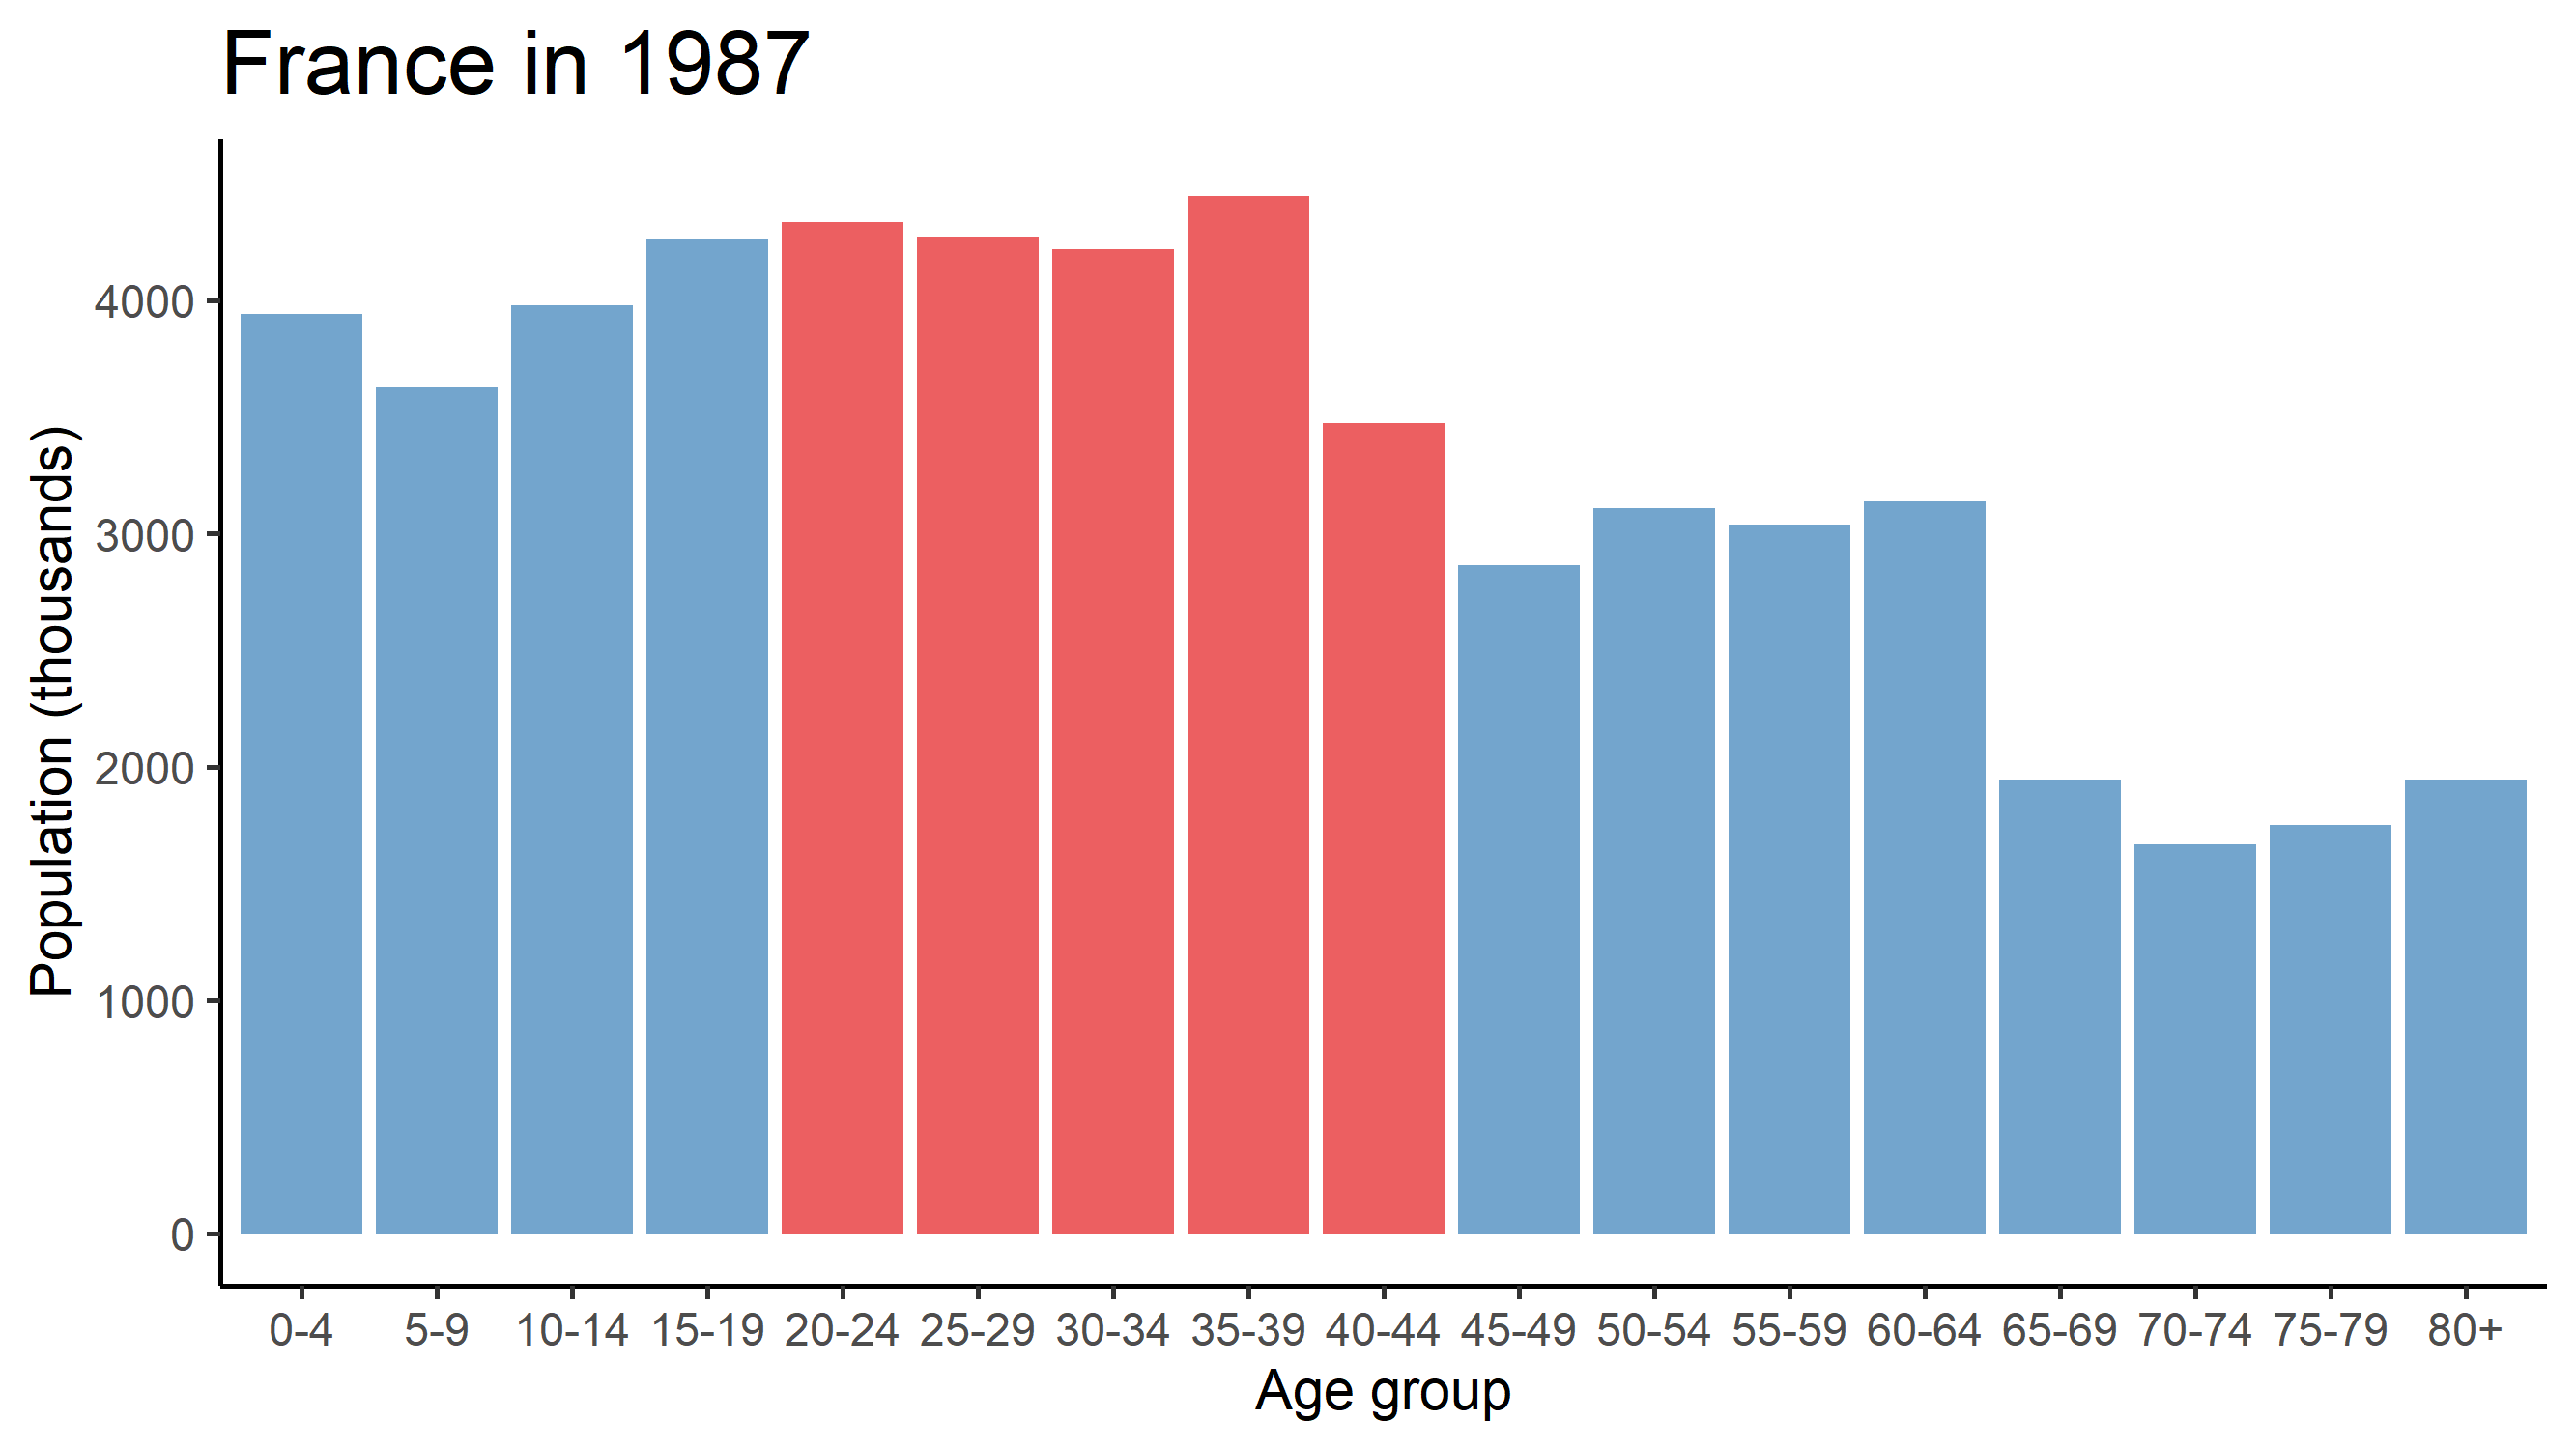 France in 1987
Population (thousands)
4000
3000
2000
1000
0
0-4 5-9 10-14 15-19 20-24 25-29 30-34 35-39 40-44 45-49 50-54 55-59 60-64 65-69 70-74 75-79 80+
Age group